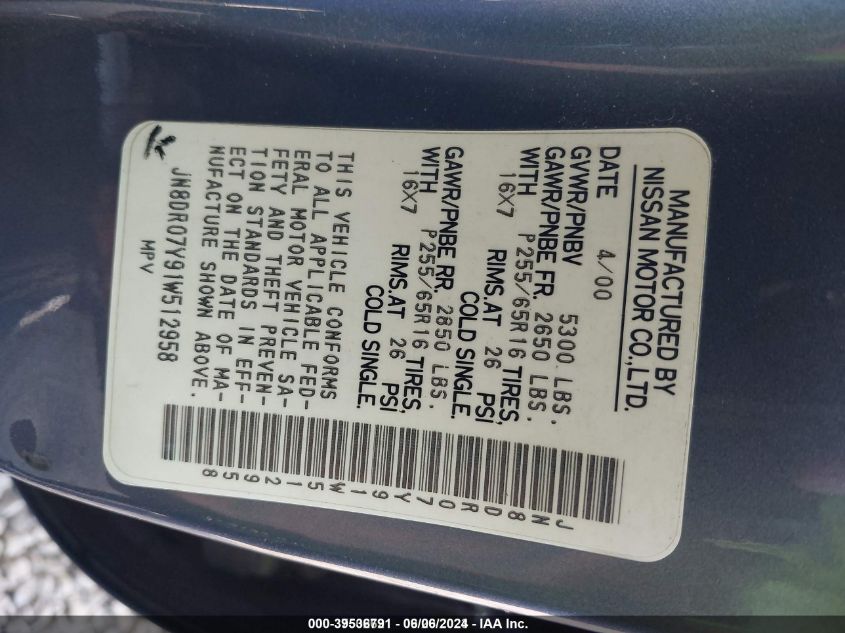 MANUFACTURED BY
NISSAN MOTOR CO.,LTD.
DATE 4/00
GVWR/PNBV 5300 LBS.
GAWR/PNBE FR. 2650 LBS.
WITH P255/65R16 TIRES,
16X7 RIMS.AT 26 PSI
COLD SINGLE.
GAWR/PNBE RR. 2850 LBS.
WITH P255/65R16 TIRES,
16X7 RIMS.AT 26 PSI
COLD SINGLE.
THIS VEHICLE CONFORMS
TO ALL APPLICABLE FED-
ERAL MOTOR VEHICLE SA-
FETY AND THEFT PREVEN-
TION STANDARDS IN EFF-
ECT ON THE DATE OF MA-
NUFACTURE SHOWN ABOVE.
JN8DR07Y91W512958
MPV
JN8DR07Y91W512958
06/06/2024 - IAA Inc.